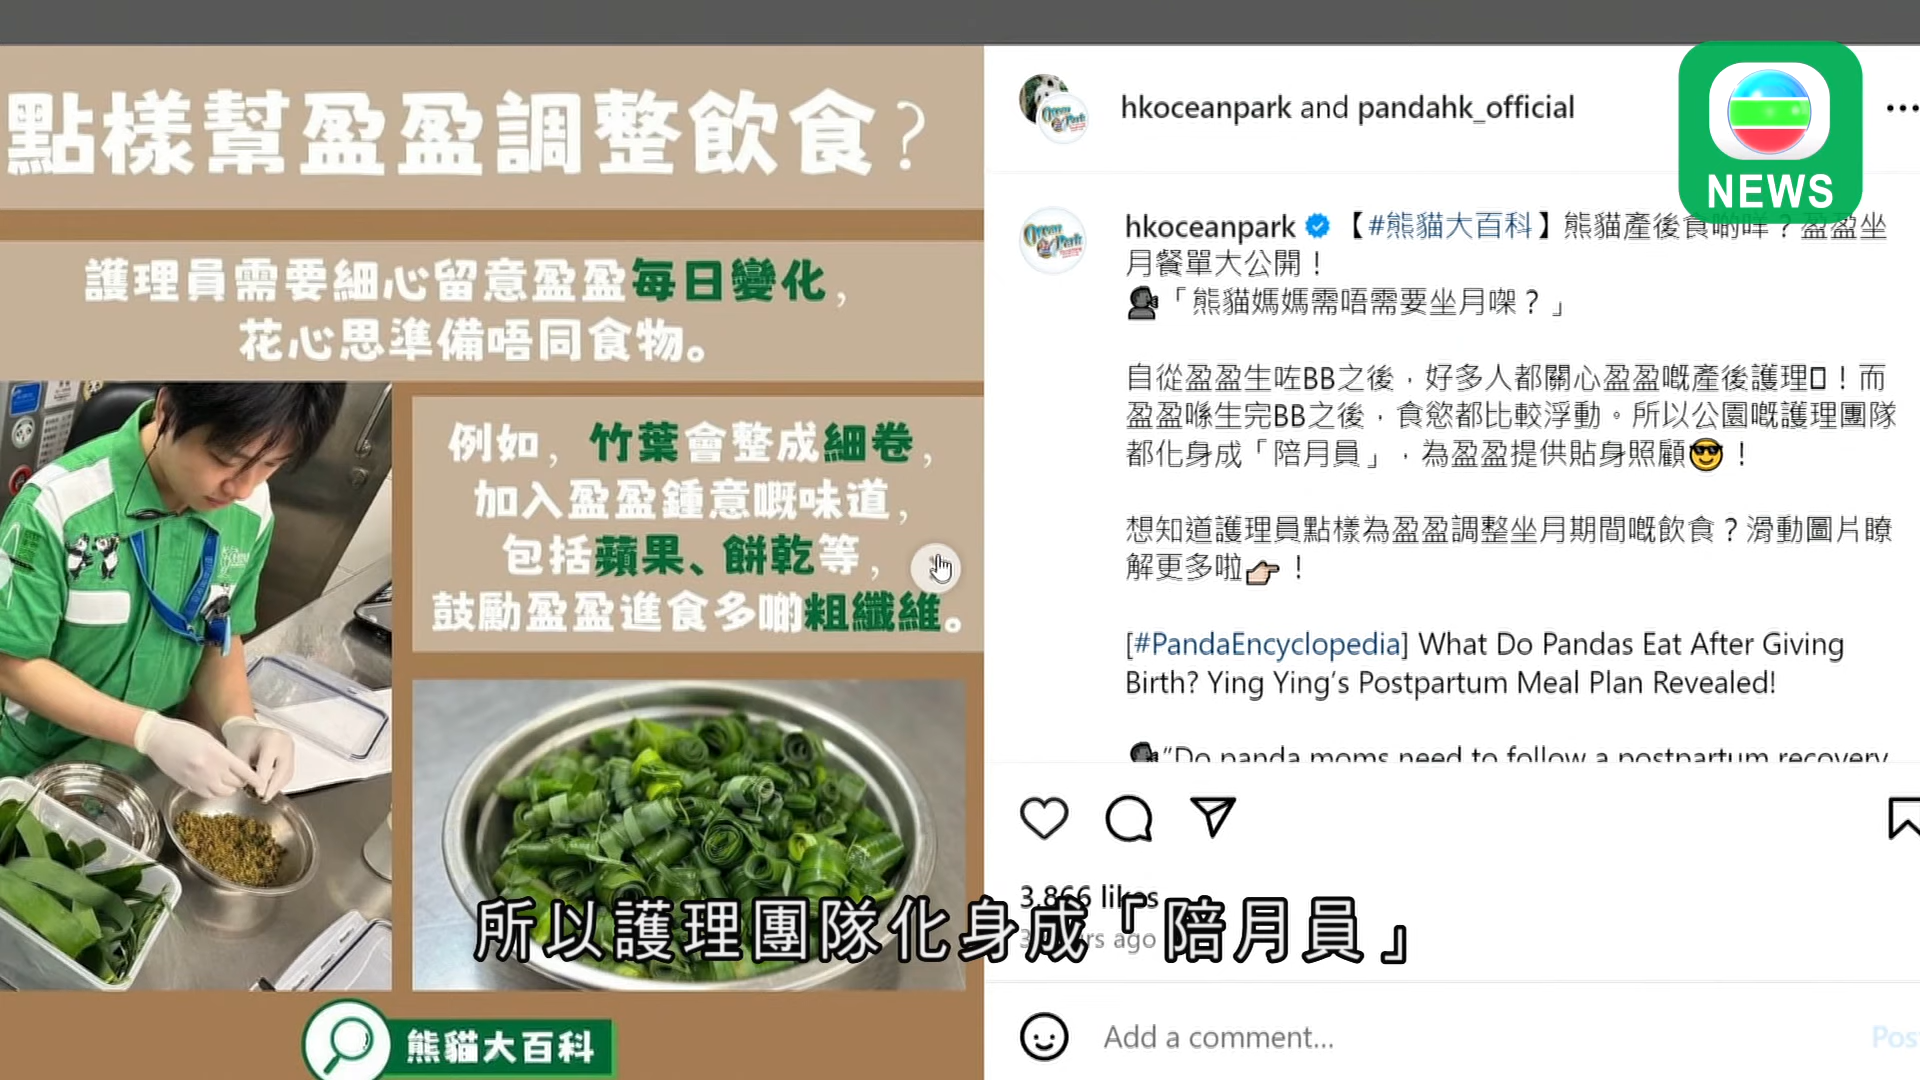 點樣幫盈盈調整飲食?
護理員需要細心留意盈盈每日變化,
花心思準備唔同食物。
例如,竹葉會整成細卷,
加入盈盈鍾意嘅味道,
包括蘋果、餅乾等,
鼓勵盈盈進食多啲粗纖維。
熊貓大百科
hkoceanpark and pandahk_official
NEWS
hkoceanpark 【#熊貓大百科】熊貓產後食啲咩?盈盈坐
月餐單大公開!
「熊貓媽媽需唔需要坐月㗎?」
自從盈盈生咗BB之後,好多人都關心盈盈嘅產後護理!而
盈盈喺生完BB之後,食慾都比較浮動。所以公園嘅護理團隊
都化身成「陪月員」,為盈盈提供貼身照顧😎!
想知道護理員點樣為盈盈調整坐月期間嘅飲食?滑動圖片瞭
解更多啦👉!
[#PandaEncyclopedia] What Do Pandas Eat After Giving
Birth? Ying Ying's Postpartum Meal Plan Revealed!
"Do panda moms need to follow a postpartum recovery
3,866 likes
ago
所以護理團隊化身成「陪月員」
Add a comment...
Pos